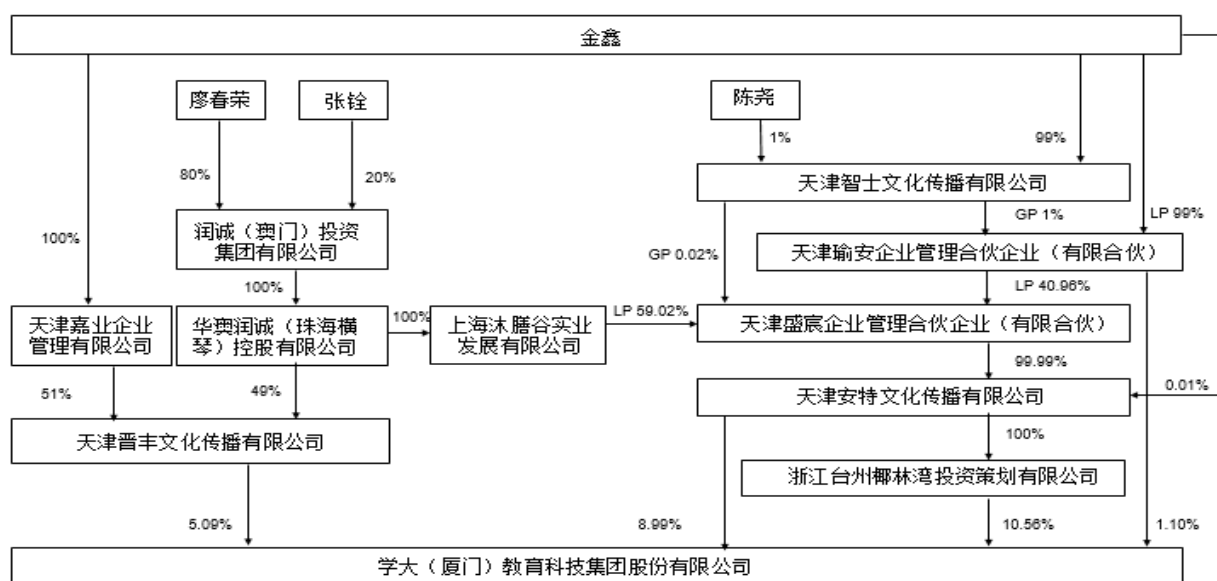 金鑫
廖春荣
张铨
陈尧
1%
99%
80%
20%
天津智士文化传播有限公司
100%
润诚（澳门）投资
集团有限公司
GP 1%
LP 99%
GP 0.02%
天津瑜安企业管理合伙企业（有限合伙）
100%
LP 40.96%
天津嘉业企业
管理有限公司
华澳润诚（珠海横
琴）控股有限公司
100%
上海沐膳谷实业
发展有限公司
LP 59.02%
天津盛宸企业管理合伙企业（有限合伙）
51%
49%
99.99%
天津安特文化传播有限公司
0.01%
天津晋丰文化传播有限公司
100%
浙江台州椰林湾投资策划有限公司
5.09%
8.99%
10.56%
1.10%
学大（厦门）教育科技集团股份有限公司